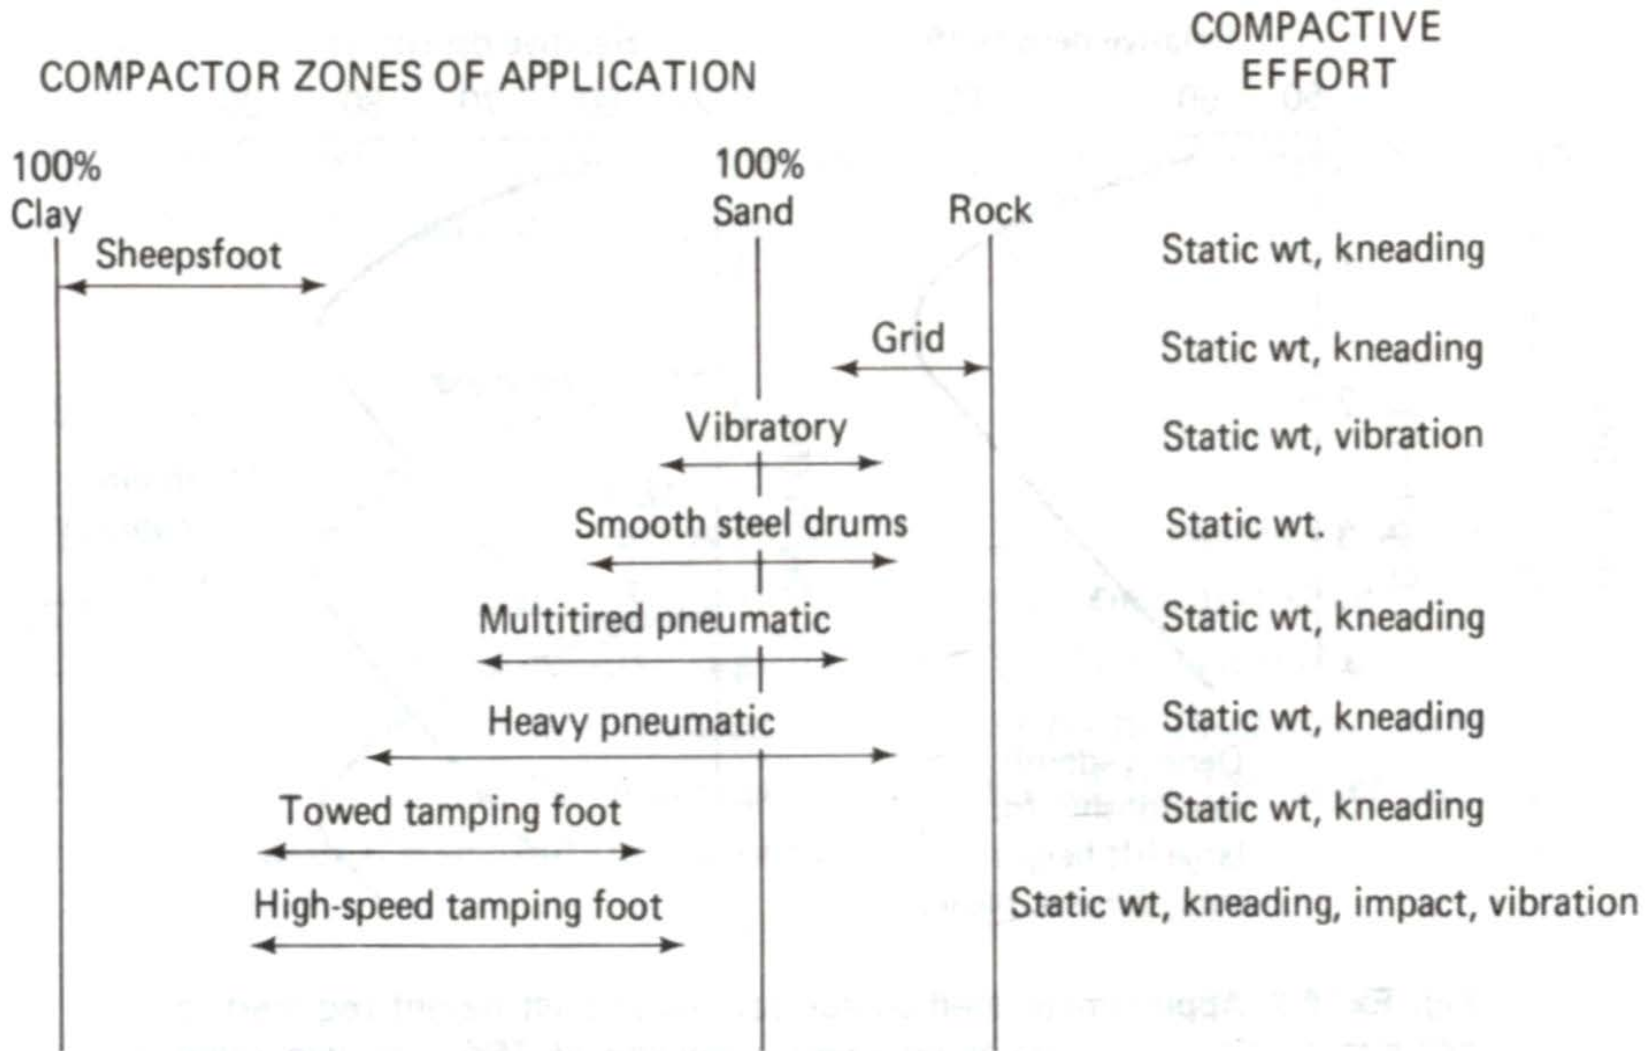 COMPACTIVE
EFFORT
COMPACTOR ZONES OF APPLICATION
100%
Clay
100%
Sand
Rock
Sheepsfoot
Static wt, kneading
Grid
Static wt, kneading
Vibratory
Static wt, vibration
Smooth steel drums
Static wt.
Multitired pneumatic
Static wt, kneading
Heavy pneumatic
Static wt, kneading
Towed tamping foot
Static wt, kneading
High-speed tamping foot
Static wt, kneading, impact, vibration